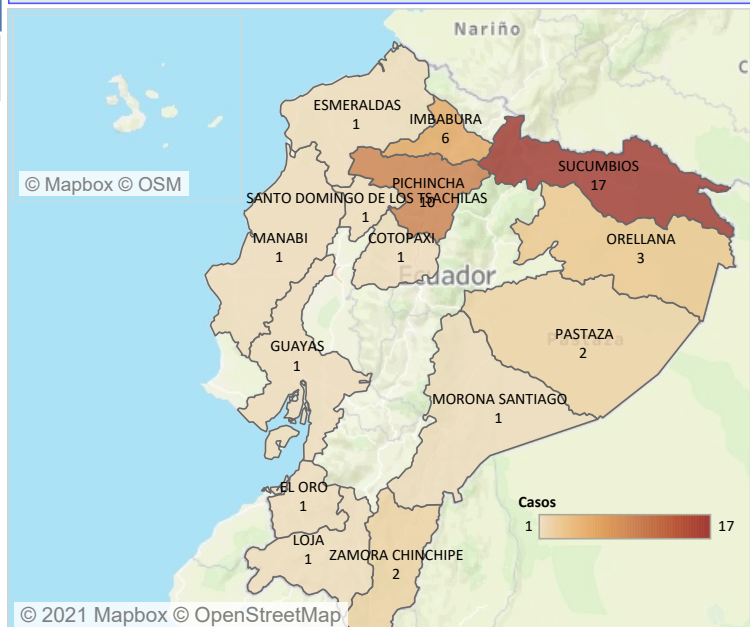 Nariño
C
ESMERALDAS
1
IMBABURA
6
SUCUMBIOS
17
© Mapbox © OSM
PICHINCHA
10
SANTO DOMINGO DE LOS TSACHILAS
1
MANABI
1
COTOPAXI
1
ORELLANA
3
Ecuador
PASTAZA
2
GUAYAS
1
MORONA SANTIAGO
1
EL ORO
1
Casos
1 17
LOJA
1
ZAMORA CHINCHIPE
2
© 2021 Mapbox © OpenStreetMap